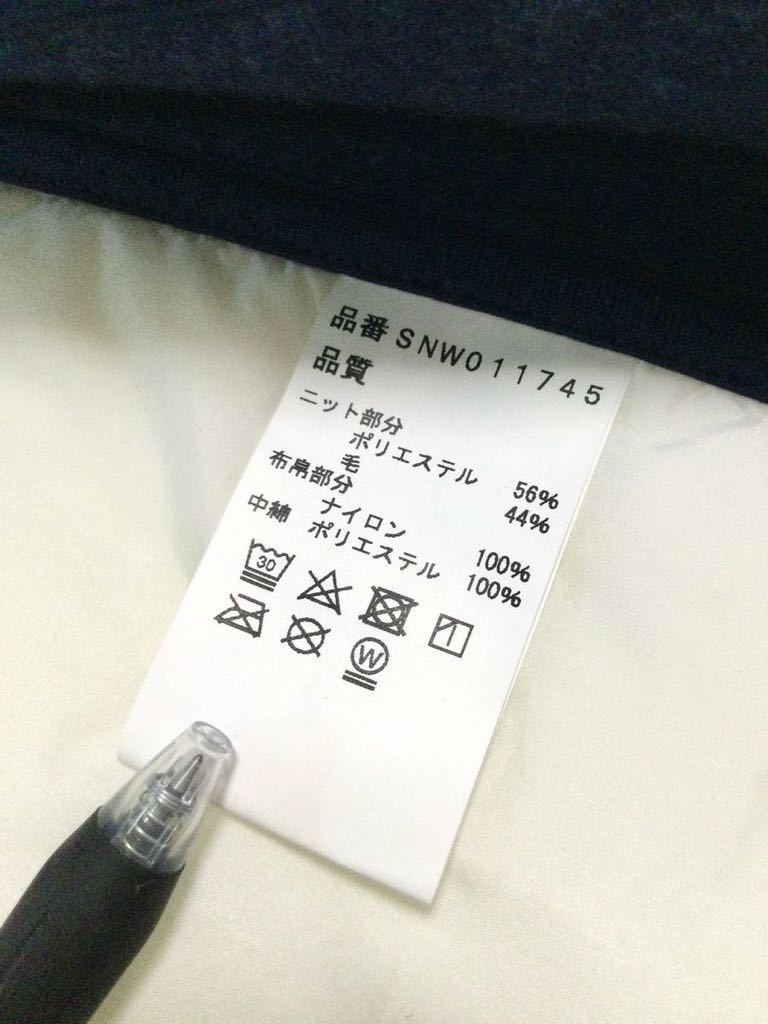 品番 SNW011745
品質
ニット部分
ポリエステル 56%
毛 44%
布帛部分
ナイロン 100%
中綿 ポリエステル 100%
30
W